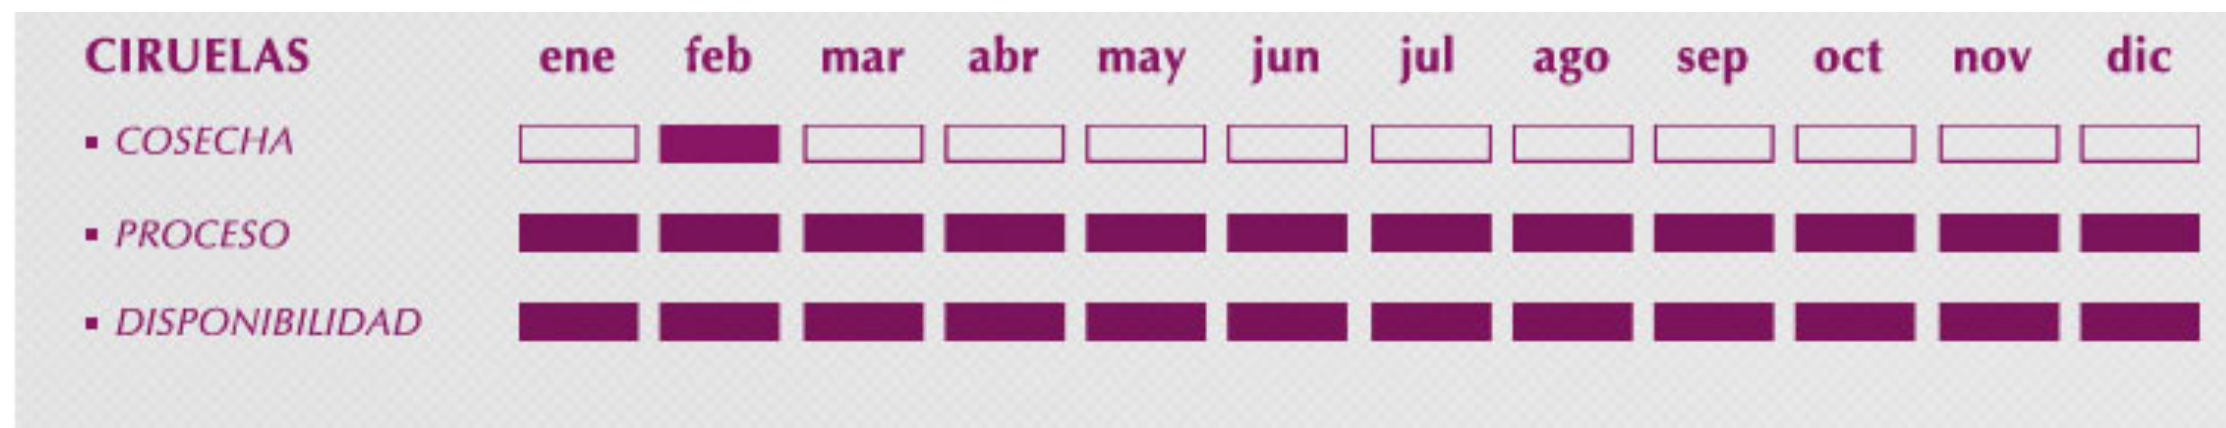 CIRUELAS ene feb mar abr may jun jul ago sep oct nov dic
▪ COSECHA
▪ PROCESO
▪ DISPONIBILIDAD